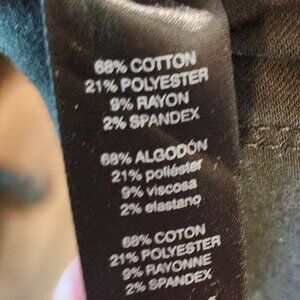 68% COTTON
21% POLYESTER
9% RAYON
2% SPANDEX
68% ALGODÓN
21% poliéster
9% viscosa
2% elastano
68% COTON
21% POLYESTER
9% RAYONNE
2% SPANDEX